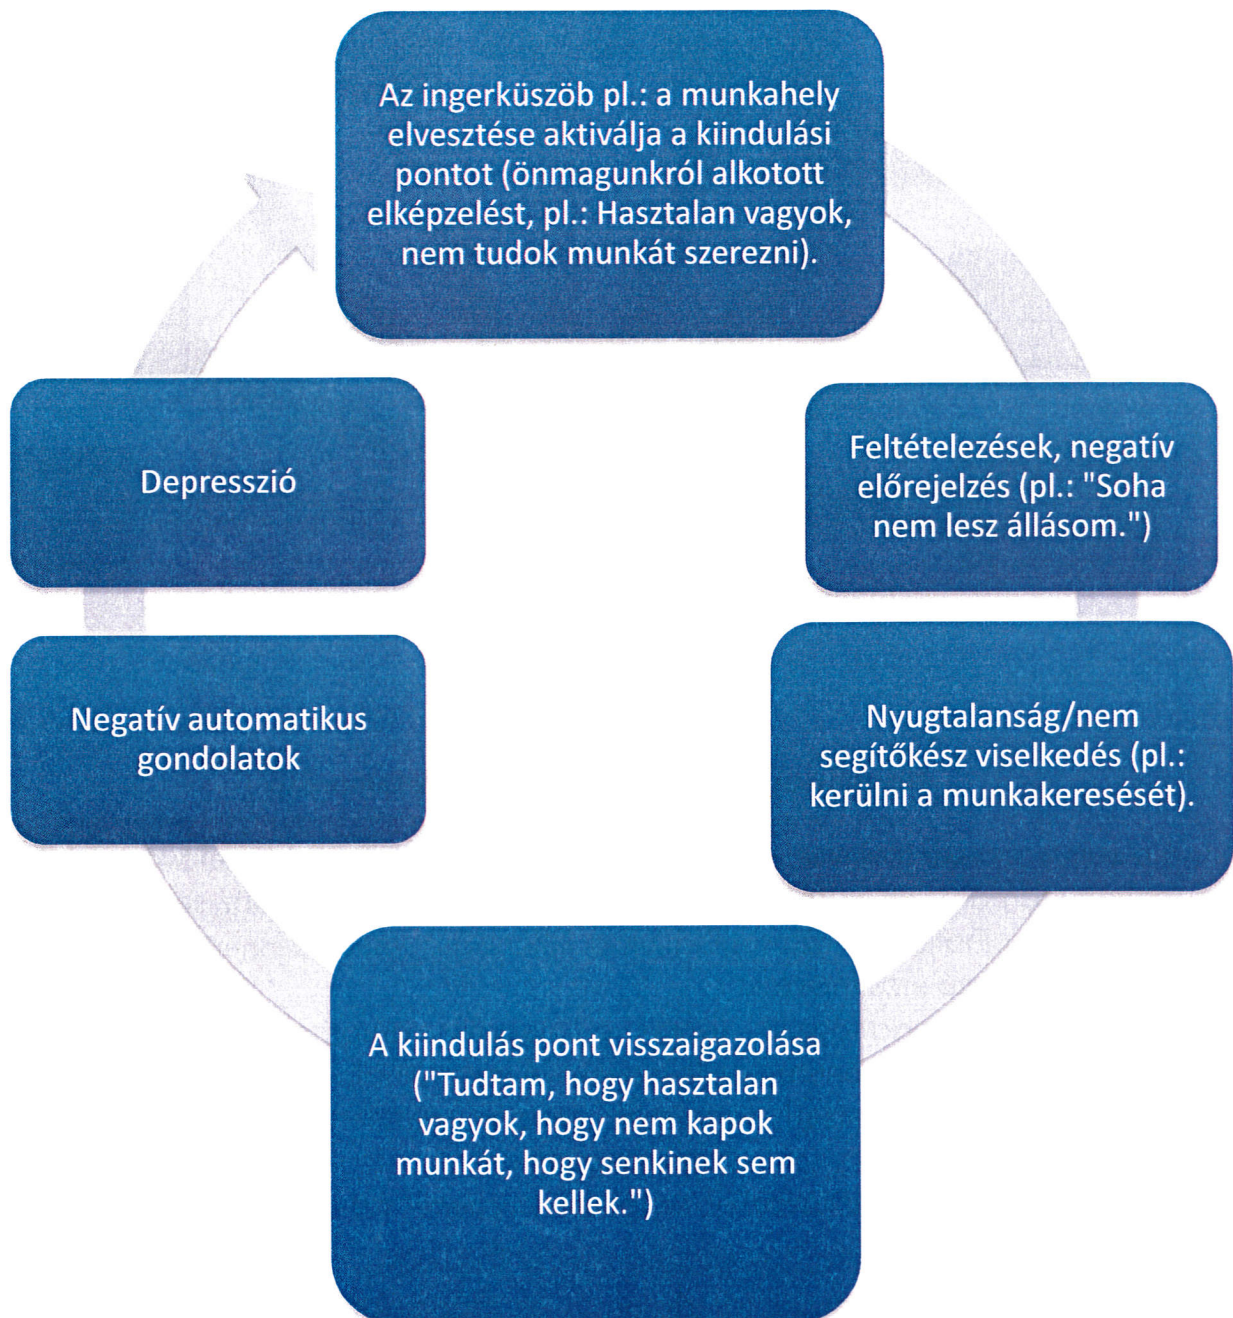 Az ingerküszöb pl.: a munkahely
elvesztése aktiválja a kiindulási
pontot (önmagunkról alkotott
elképzelést, pl.: Hasztalan vagyok,
nem tudok munkát szerezni).
Feltételezések, negatív
előrejelzés (pl.: "Soha
nem lesz állásom.")
Nyugtalanság/nem
segítőkész viselkedés (pl.:
kerülni a munkakeresését).
A kiindulás pont visszaigazolása
("Tudtam, hogy hasztalan
vagyok, hogy nem kapok
munkát, hogy senkinek sem
kellek.")
Negatív automatikus
gondolatok
Depresszió